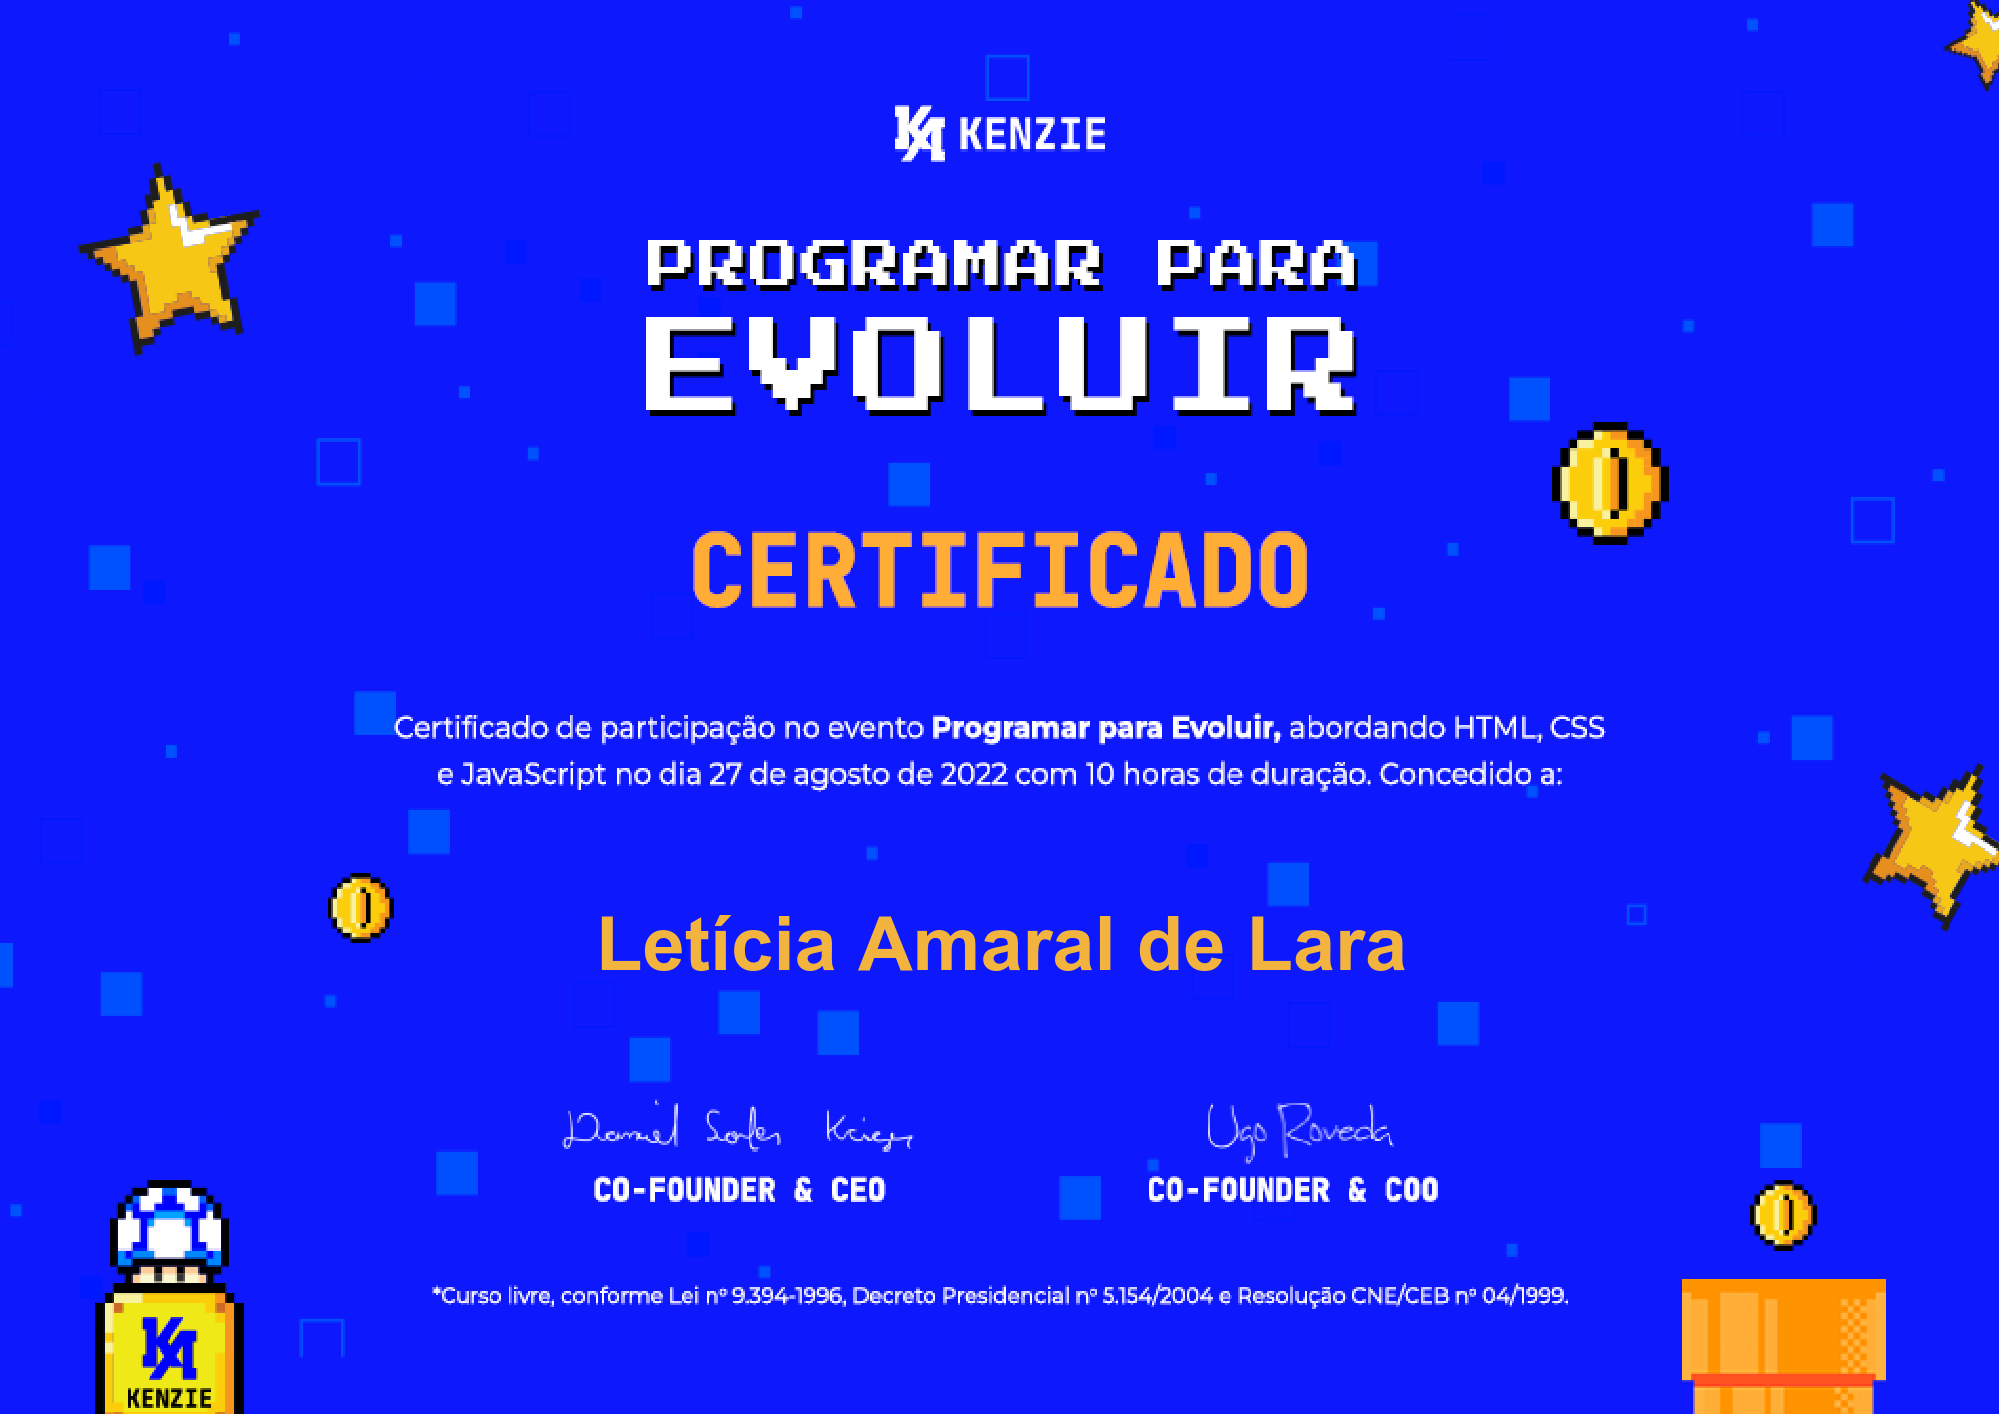 KA KENZIE
PROGRAMAR PARA
EVOLUIR
CERTIFICADO
Certificado de participação no evento Programar para Evoluir, abordando HTML, CSS
e JavaScript no dia 27 de agosto de 2022 com 10 horas de duração. Concedido a:
Letícia Amaral de Lara
Daniel Kriger Ugo Roveda
CO-FOUNDER & CEO CO-FOUNDER & COO
*Curso livre, conforme Lei nº 9.394-1996, Decreto Presidencial nº 5.154/2004 e Resolução CNE/CEB nº 04/1999.
KA
KENZIE